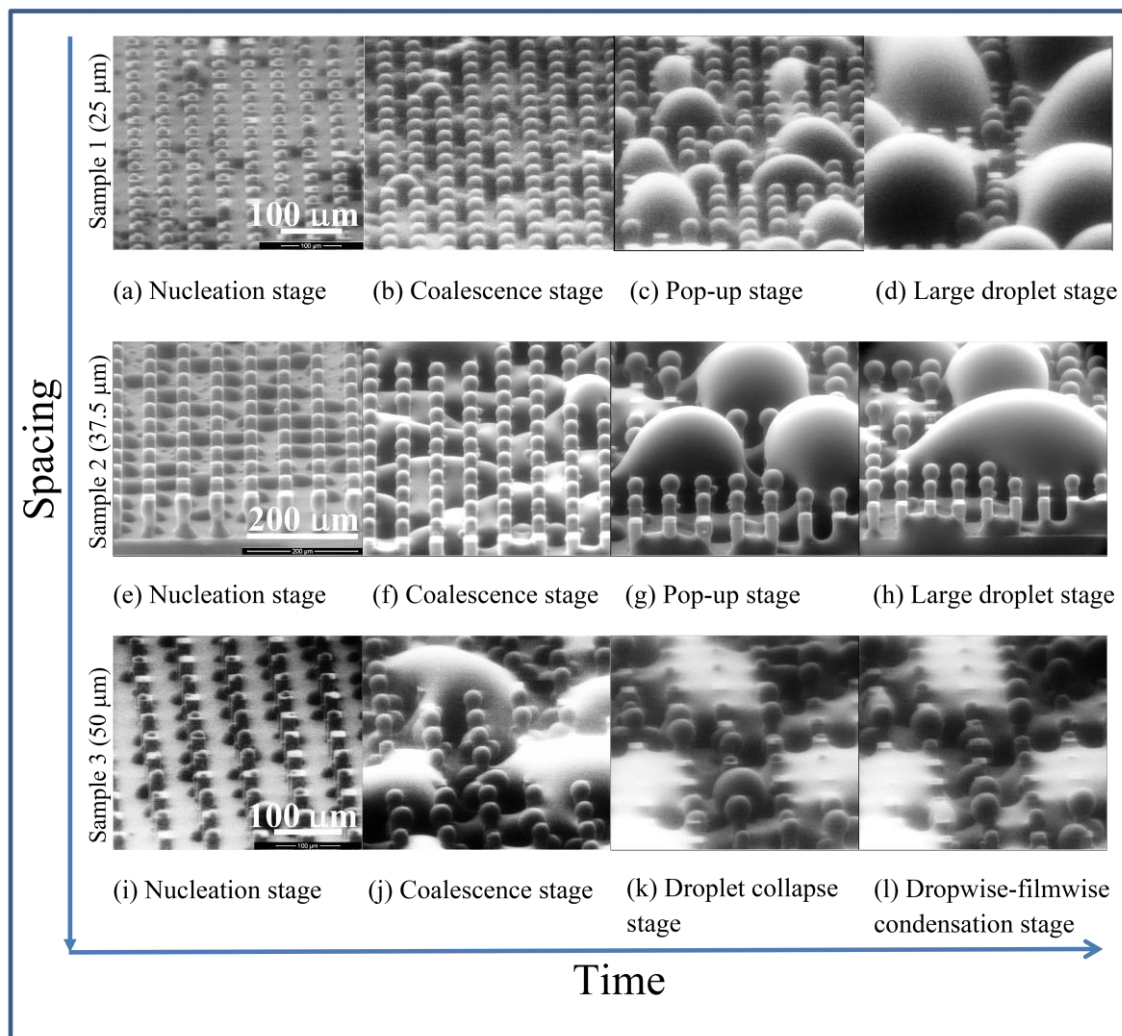 Spacing
Sample 1 (25 μm)
100 μm
100 μm
(a) Nucleation stage
(b) Coalescence stage
(c) Pop-up stage
(d) Large droplet stage
Sample 2 (37.5 μm)
200 μm
200 μm
(e) Nucleation stage
(f) Coalescence stage
(g) Pop-up stage
(h) Large droplet stage
Sample 3 (50 μm)
100 μm
100 μm
(i) Nucleation stage
(j) Coalescence stage
(k) Droplet collapse
stage
(l) Dropwise-filmwise
condensation stage
Time